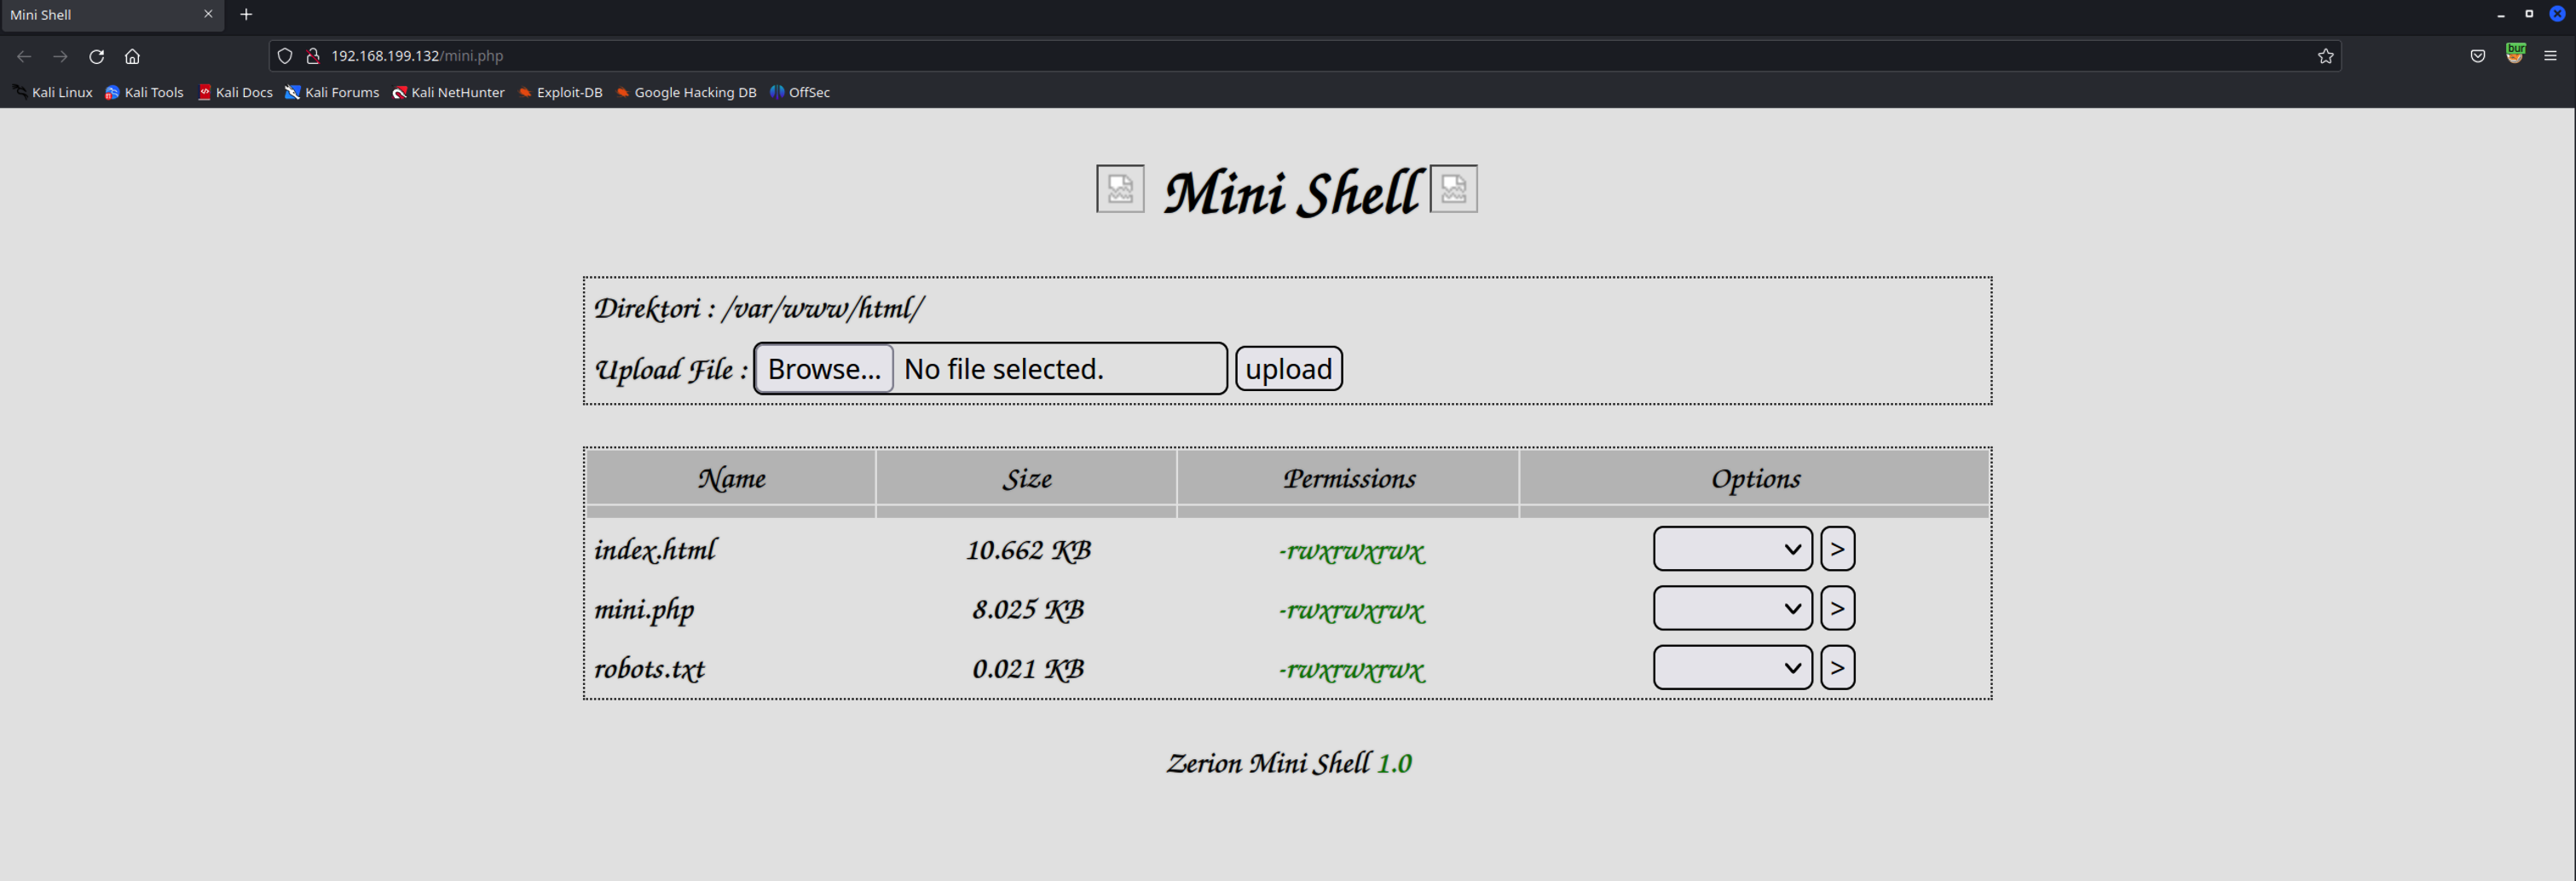 Mini Shell
192.168.199.132/mini.php
bur
Kali Linux Kali Tools Kali Docs Kali Forums Kali NetHunter Exploit-DB Google Hacking DB OffSec
Mini Shell
Direktori : /var/www/html/
Upload File : Browse... No file selected. upload
Name Size Permissions Options
index.html 10.662 KB -rwxrwxrwx >
mini.php 8.025 KB -rwxrwxrwx >
robots.txt 0.021 KB -rwxrwxrwx >
Zerion Mini Shell 1.0